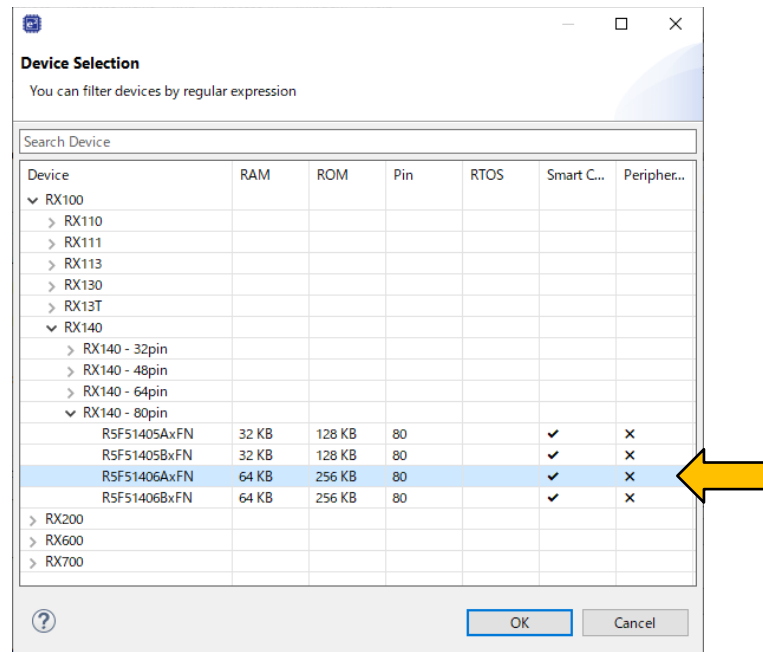 Device Selection
You can filter devices by regular expression
Search Device
Device RAM ROM Pin RTOS Smart C... Peripher...
RX100
RX110
RX111
RX113
RX130
RX13T
RX140
RX140 - 32pin
RX140 - 48pin
RX140 - 64pin
RX140 - 80pin
R5F51405AxFN 32 KB 128 KB 80 ✔ ✕
R5F51405BxFN 32 KB 128 KB 80 ✔ ✕
R5F51406AxFN 64 KB 256 KB 80 ✔ ✕
R5F51406BxFN 64 KB 256 KB 80 ✔ ✕
RX200
RX600
RX700
? OK Cancel